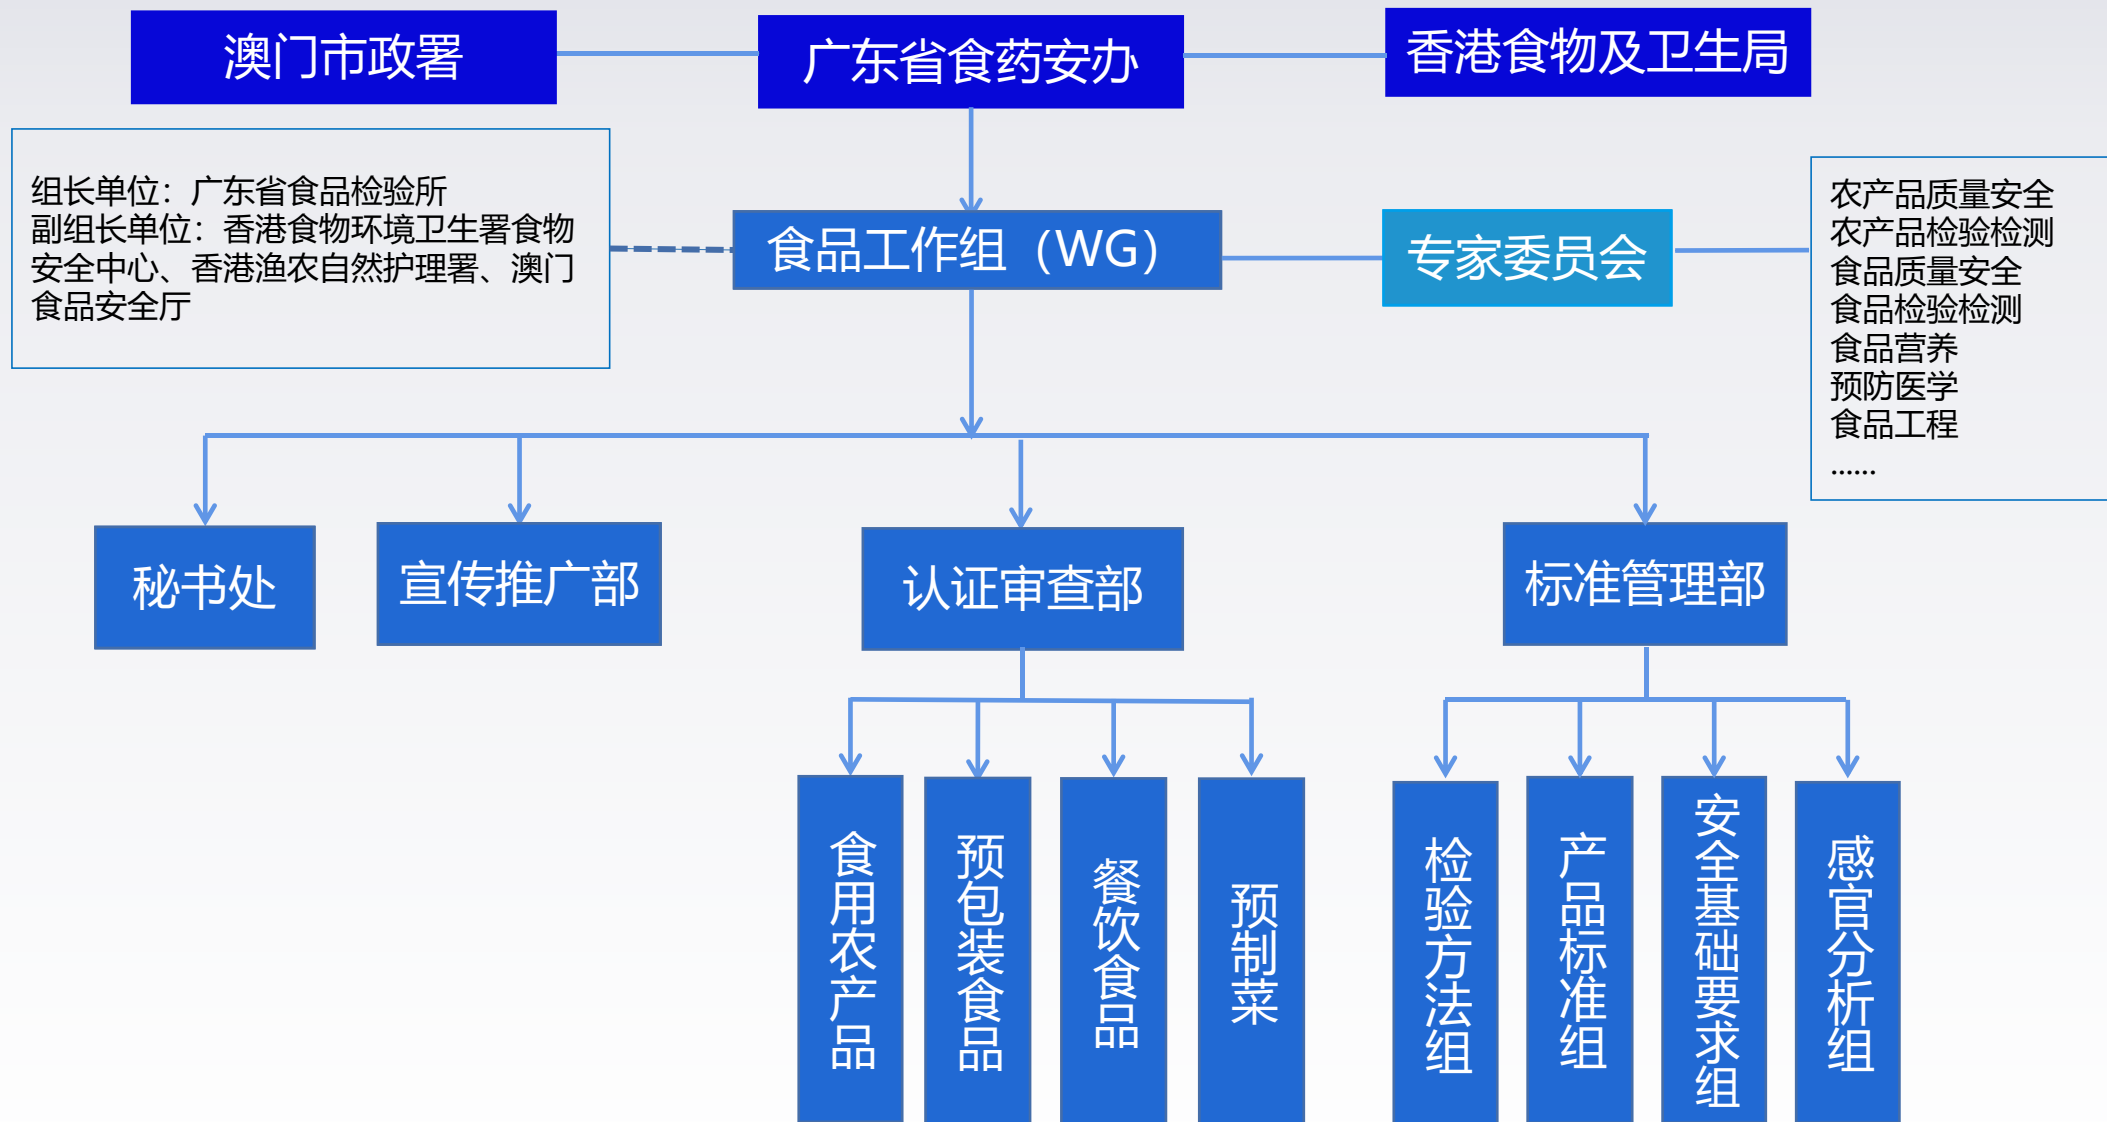 澳门市政署
广东省食药安办
香港食物及卫生局
组长单位：广东省食品检验所
副组长单位：香港食物环境卫生署食物
安全中心、香港渔农自然护理署、澳门
食品安全厅
食品工作组（WG）
专家委员会
农产品质量安全
农产品检验检测
食品质量安全
食品检验检测
食品营养
预防医学
食品工程
......
秘书处
宣传推广部
认证审查部
标准管理部
食用农产品
预包装食品
餐饮食品
预制菜
检验方法组
产品标准组
安全基础要求组
感官分析组